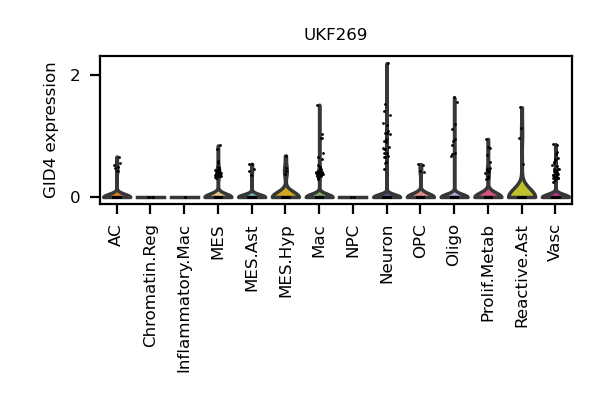 UKF269
GID4 expression
2
0
AC
Chromatin.Reg
Inflammatory.Mac
MES
MES.Ast
MES.Hyp
Mac
NPC
Neuron
OPC
Oligo
Prolif.Metab
Reactive.Ast
Vasc